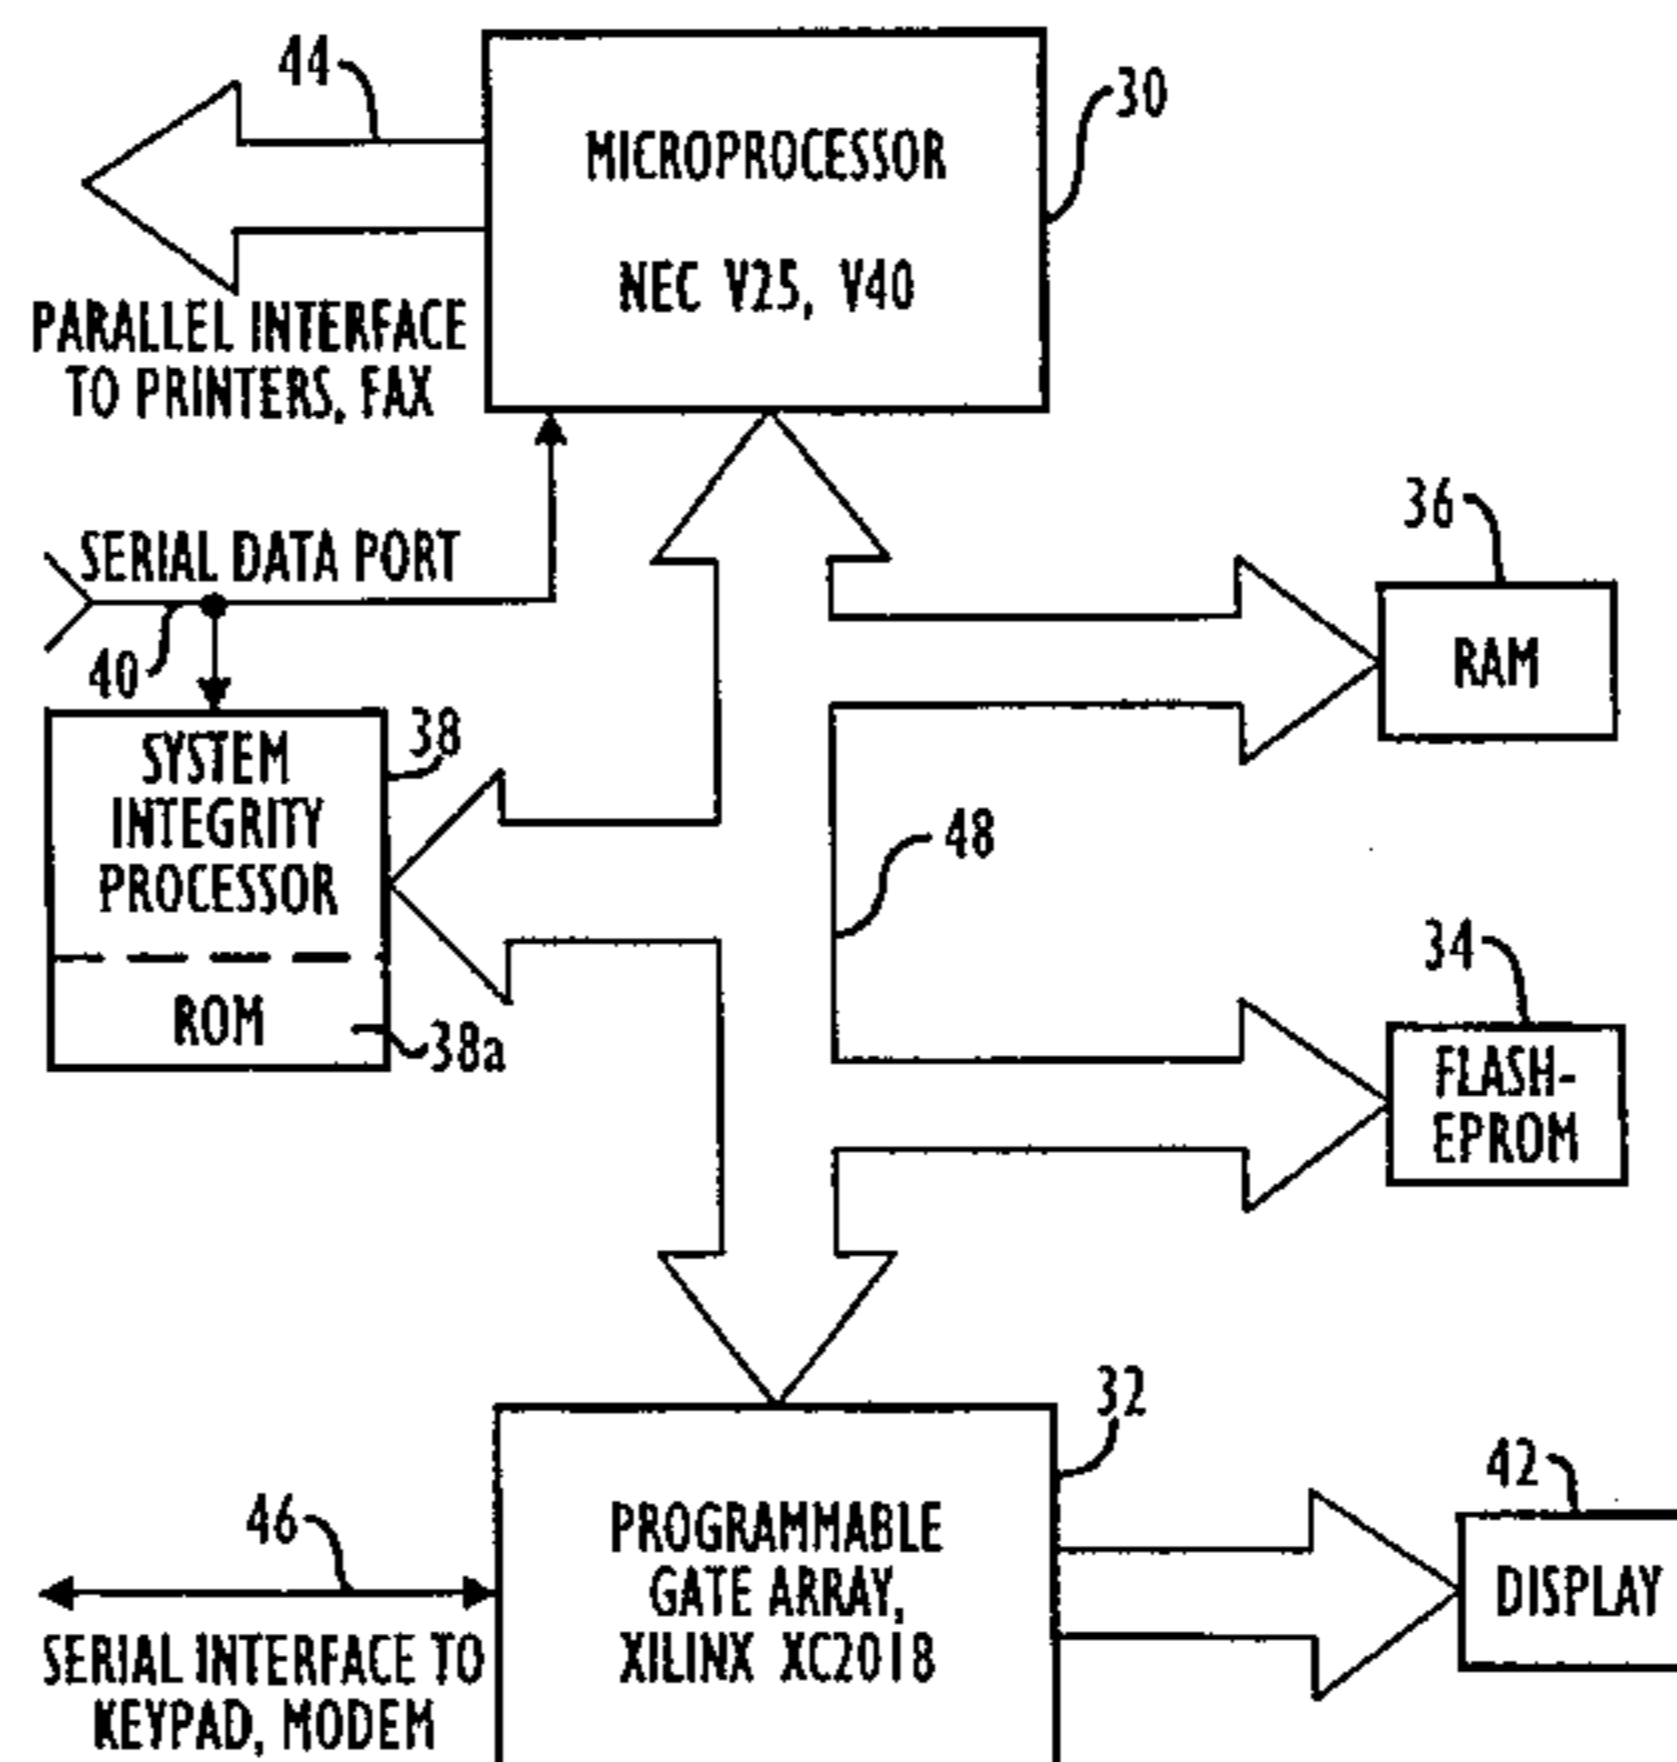 44
30
MICROPROCESSOR
NEC V25, V40
PARALLEL INTERFACE
TO PRINTERS, FAX
36
SERIAL DATA PORT
RAM
40
38
SYSTEM
INTEGRITY
PROCESSOR
48
34
ROM
38a
FLASH-
EPROM
32
42
46
PROGRAMMABLE
GATE ARRAY,
XILINX XC2018
DISPLAY
SERIAL INTERFACE TO
KEYPAD, MODEM